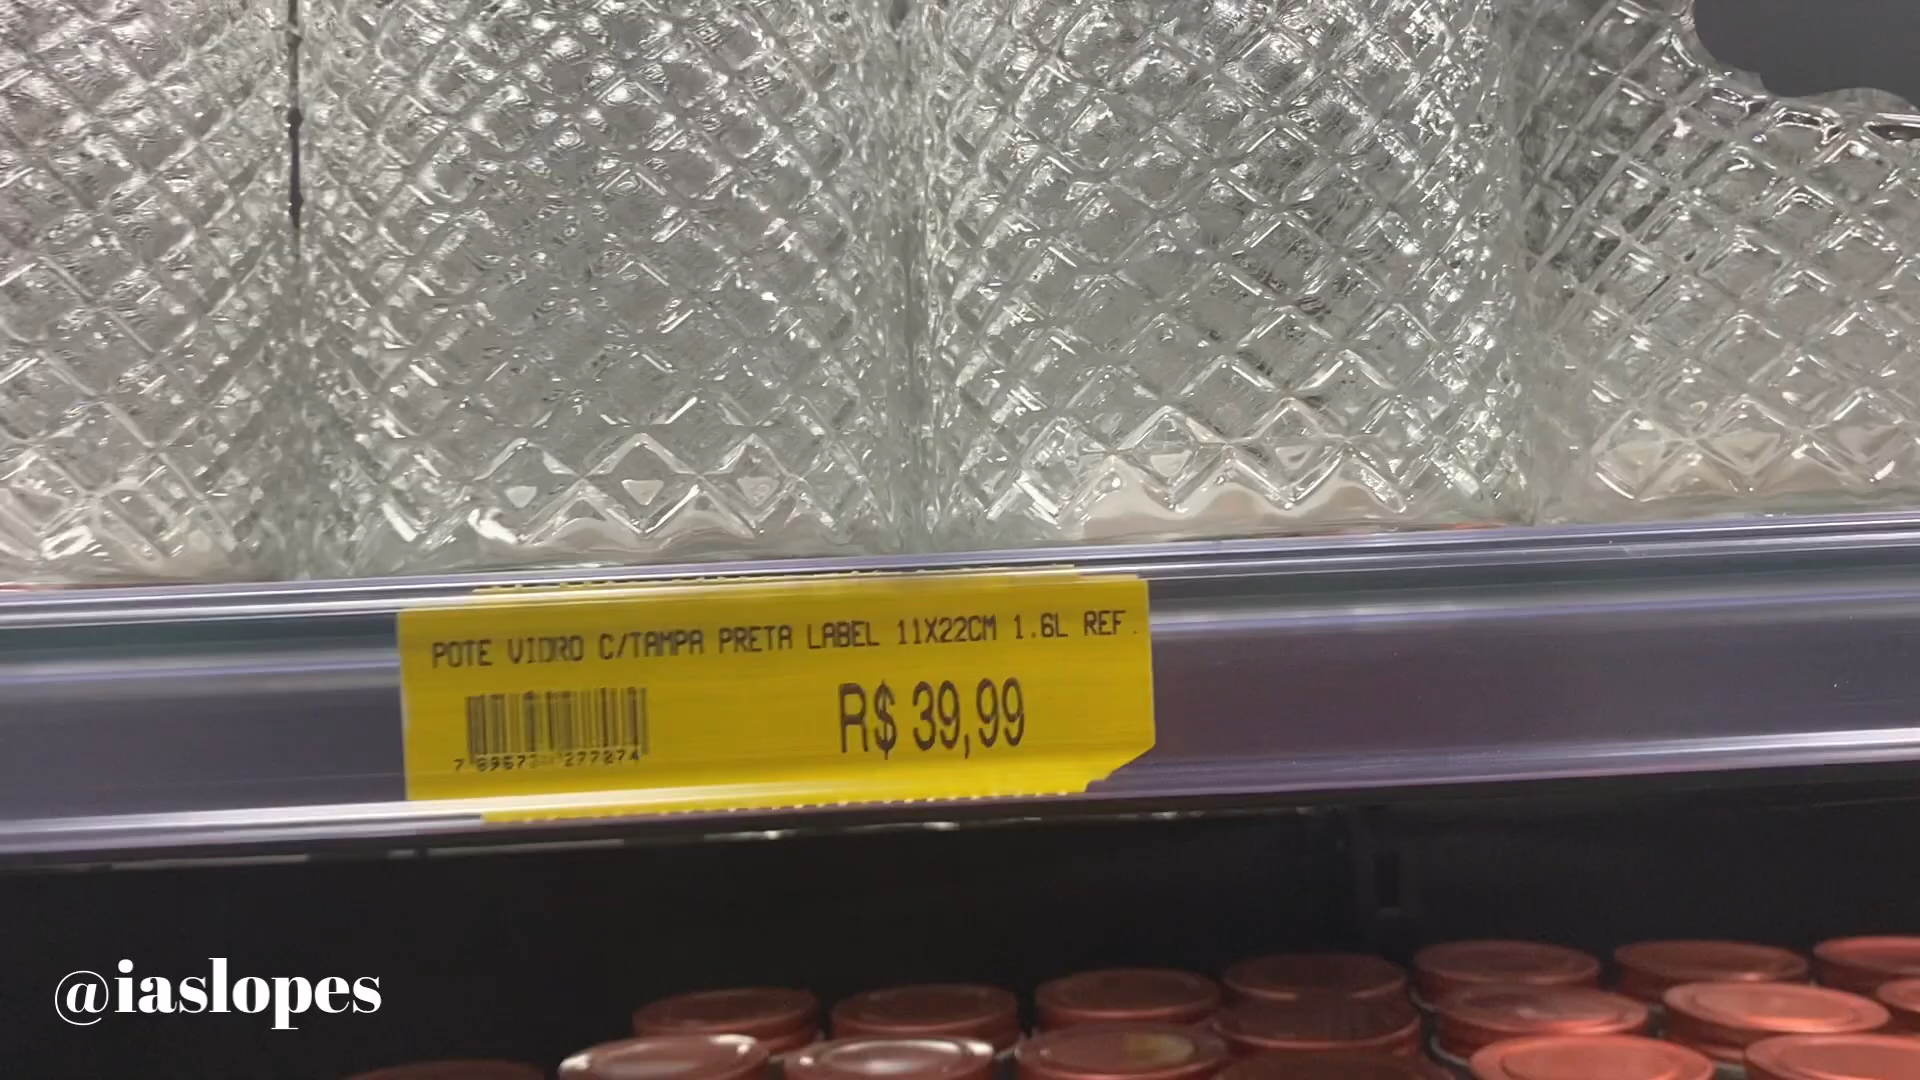 POTE VIDRO C/TAMPA PRETA LABEL 11X22CM 1.6L REF.
R$ 39,99
@iaslopes